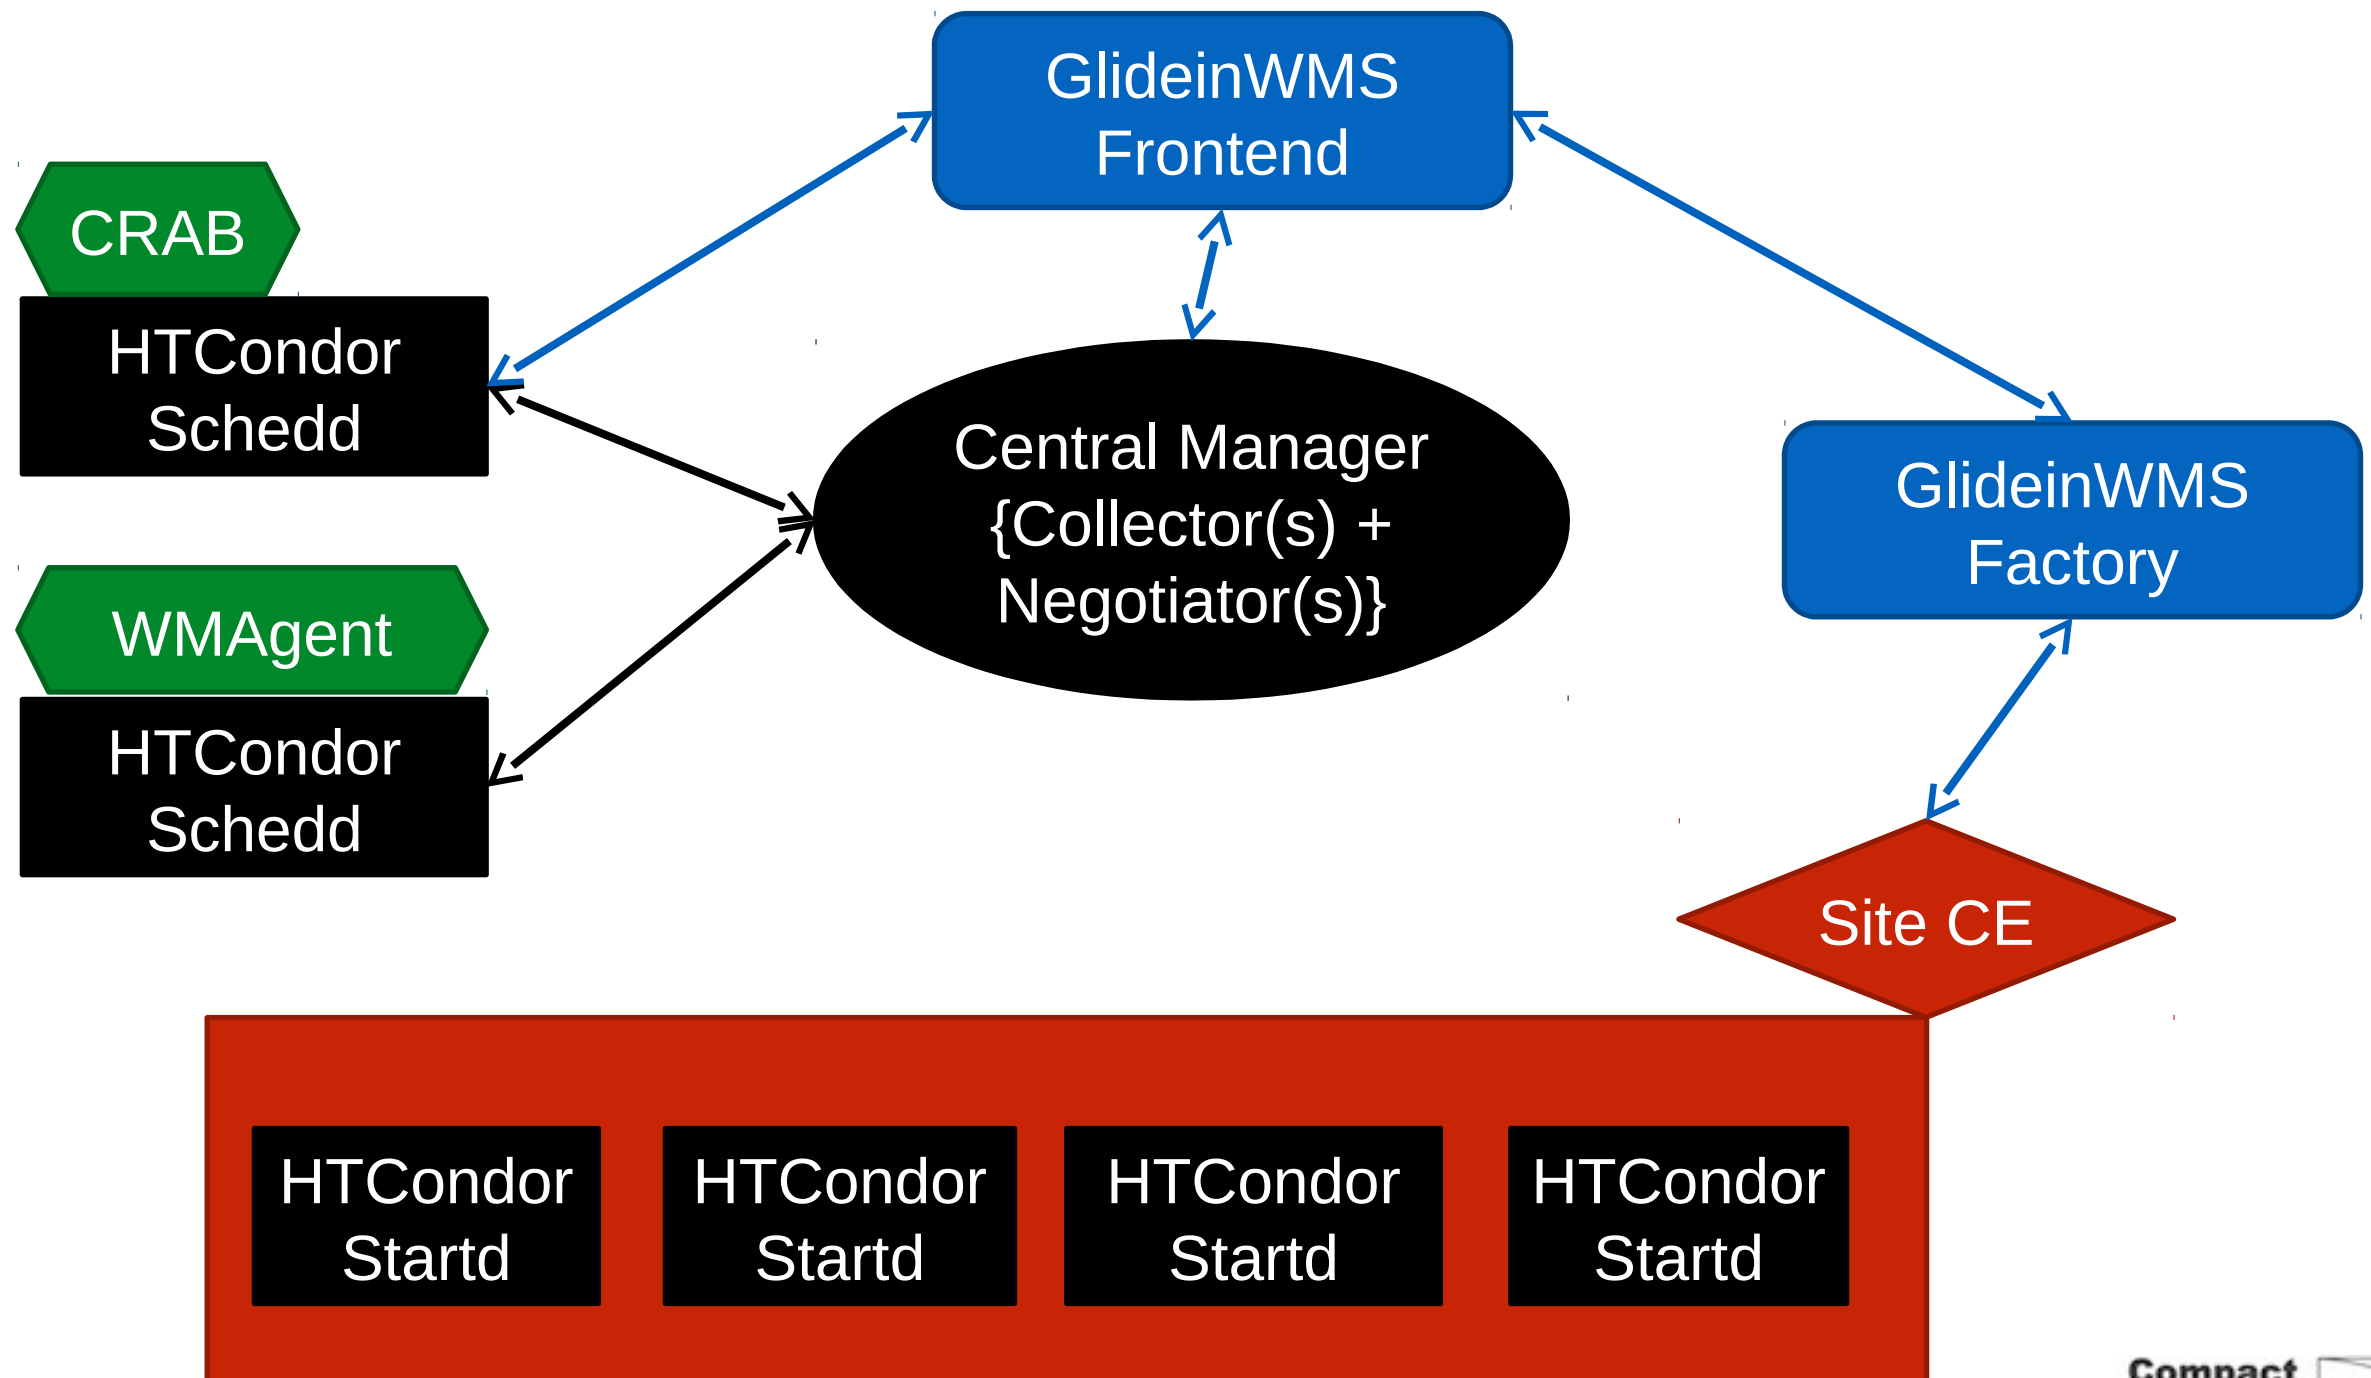 GlideinWMS
Frontend
CRAB
HTCondor
Schedd
Central Manager
{Collector(s) +
Negotiator(s)}
GlideinWMS
Factory
WMAgent
HTCondor
Schedd
Site CE
HTCondor
Startd
HTCondor
Startd
HTCondor
Startd
HTCondor
Startd
Compact